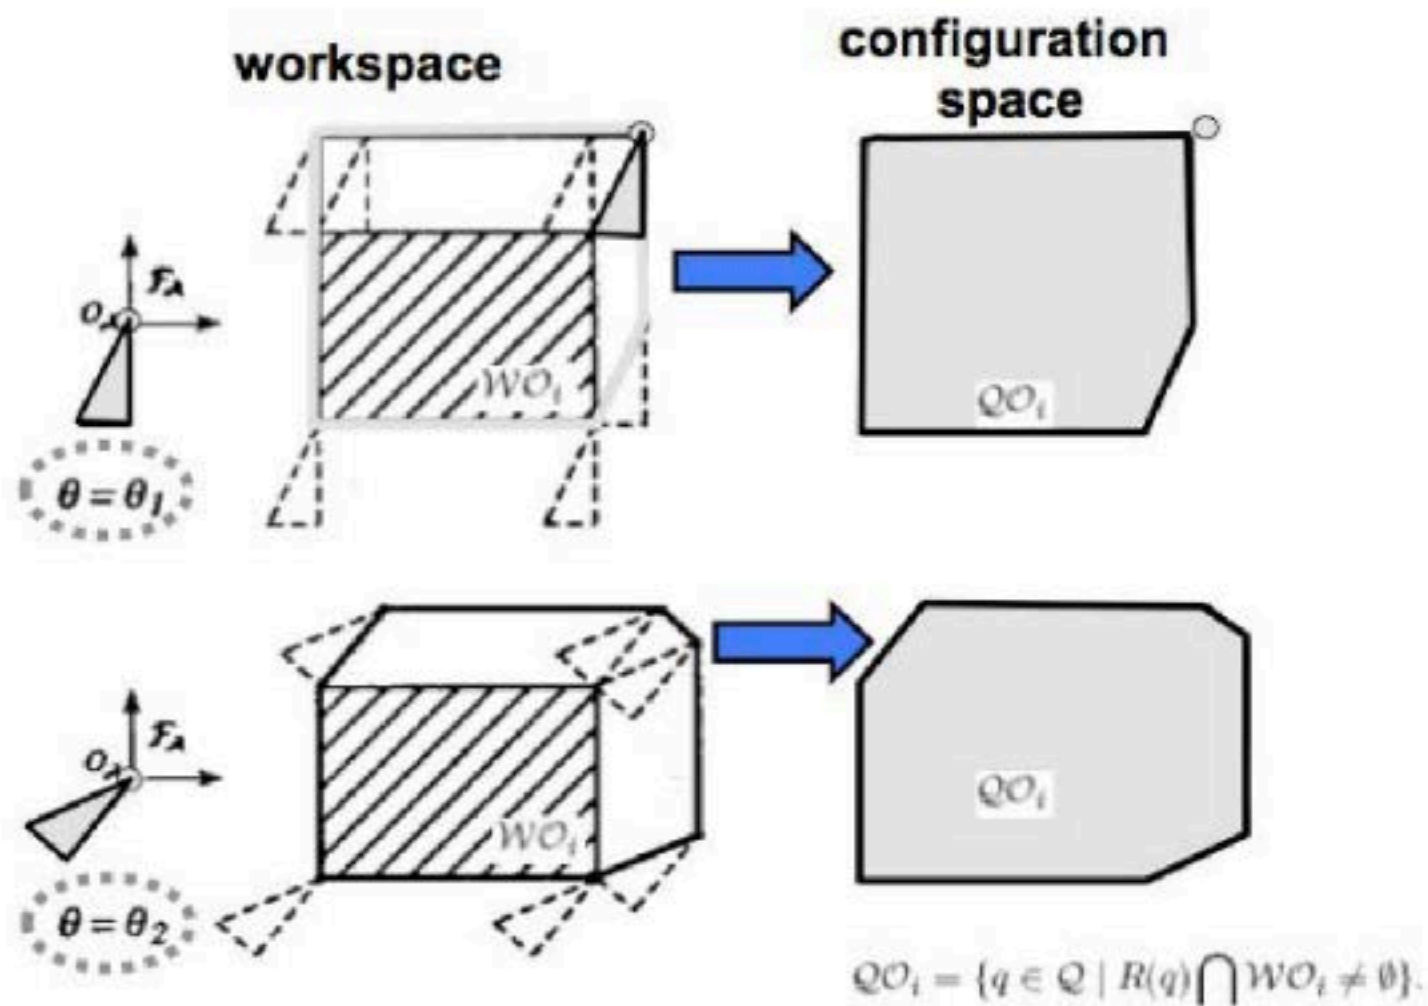 workspace
configuration
space
F_A
O_A
WO_i
QO_i
θ = θ_1
F_A
O_A
WO_i
QO_i
θ = θ_2
QO_i = {q ∈ Q | R(q) ⋂ WO_i ≠ ∅}.